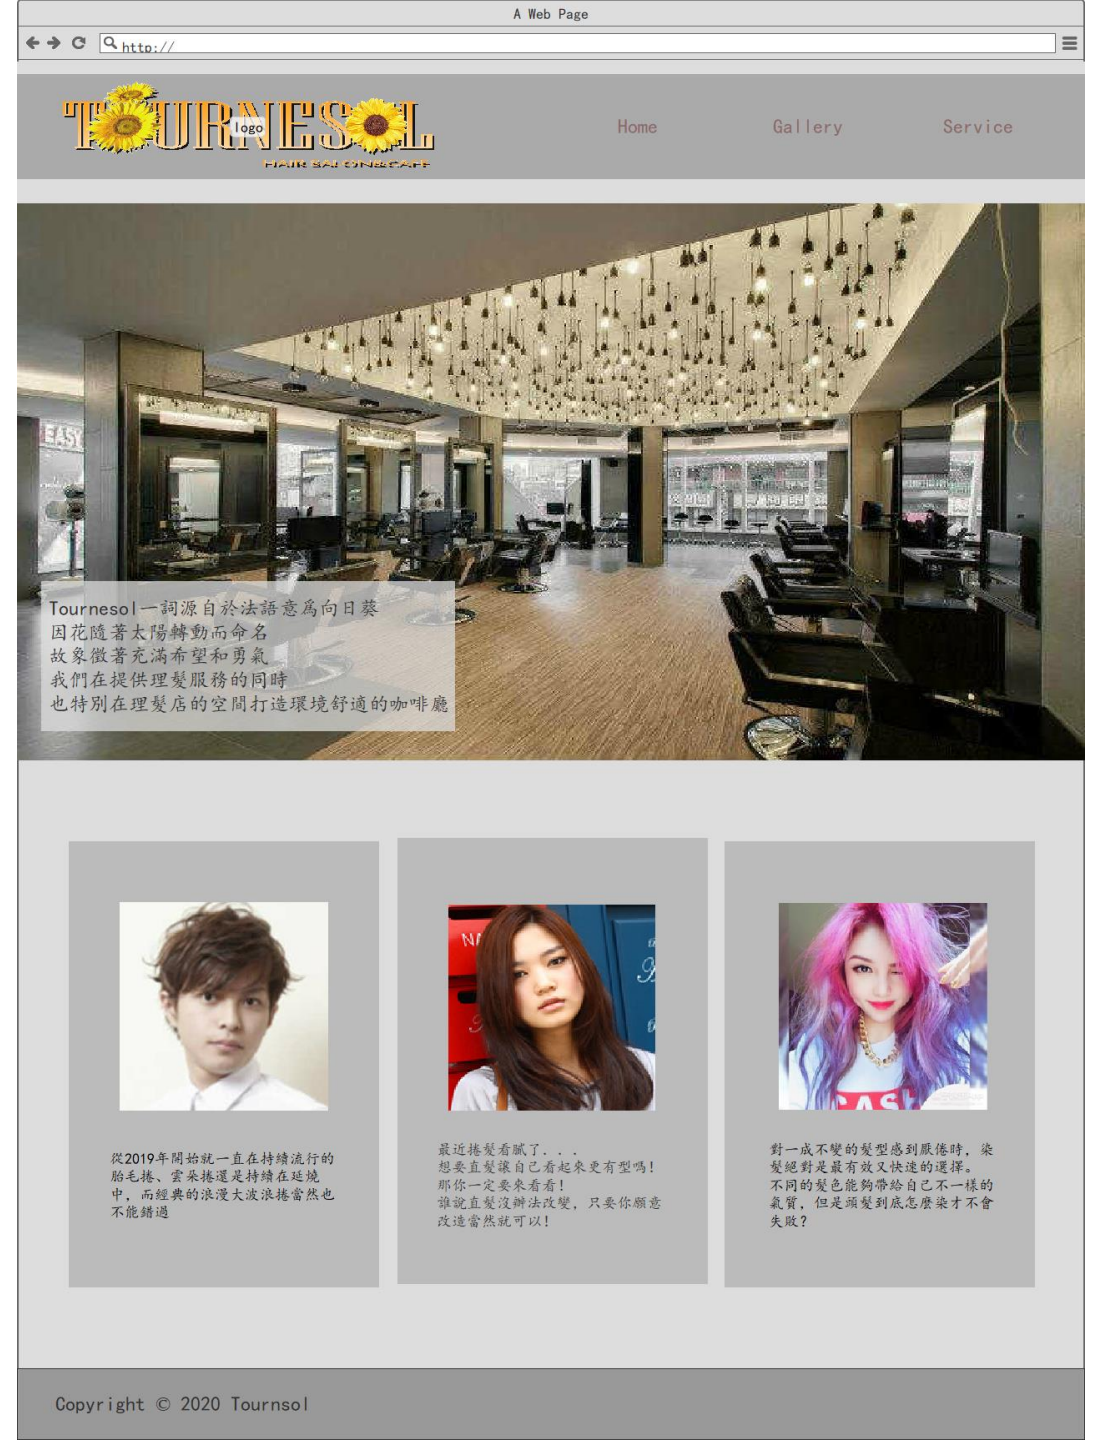 A Web Page
http://
TOURNESOL
logo
HAIR SALON&CAFE
Home
Gallery
Service
EASY
Tournesol一詞源自於法語意為向日葵
因花隨著太陽轉動而命名
故象徵著充滿希望和勇氣
我們在提供理髮服務的同時
也特別在理髮店的空間打造環境舒適的咖啡廳
從2019年開始就一直在持續流行的
胎毛捲、雲朵捲還是持續在延燒
中，而經典的浪漫大波浪捲當然也
不能錯過
最近捲髮看膩了...
想要直髮讓自己看起來更有型嗎!
那你一定要來看看!
誰說直髮沒辦法改變，只要你願意
改造當然就可以!
對一成不變的髮型感到厭倦時，染
髮絕對是最有效又快速的選擇。
不同的髮色能夠帶給自己不一樣的
氣質，但是頭髮到底怎麼染才不會
失敗?
Copyright © 2020 Tournsol